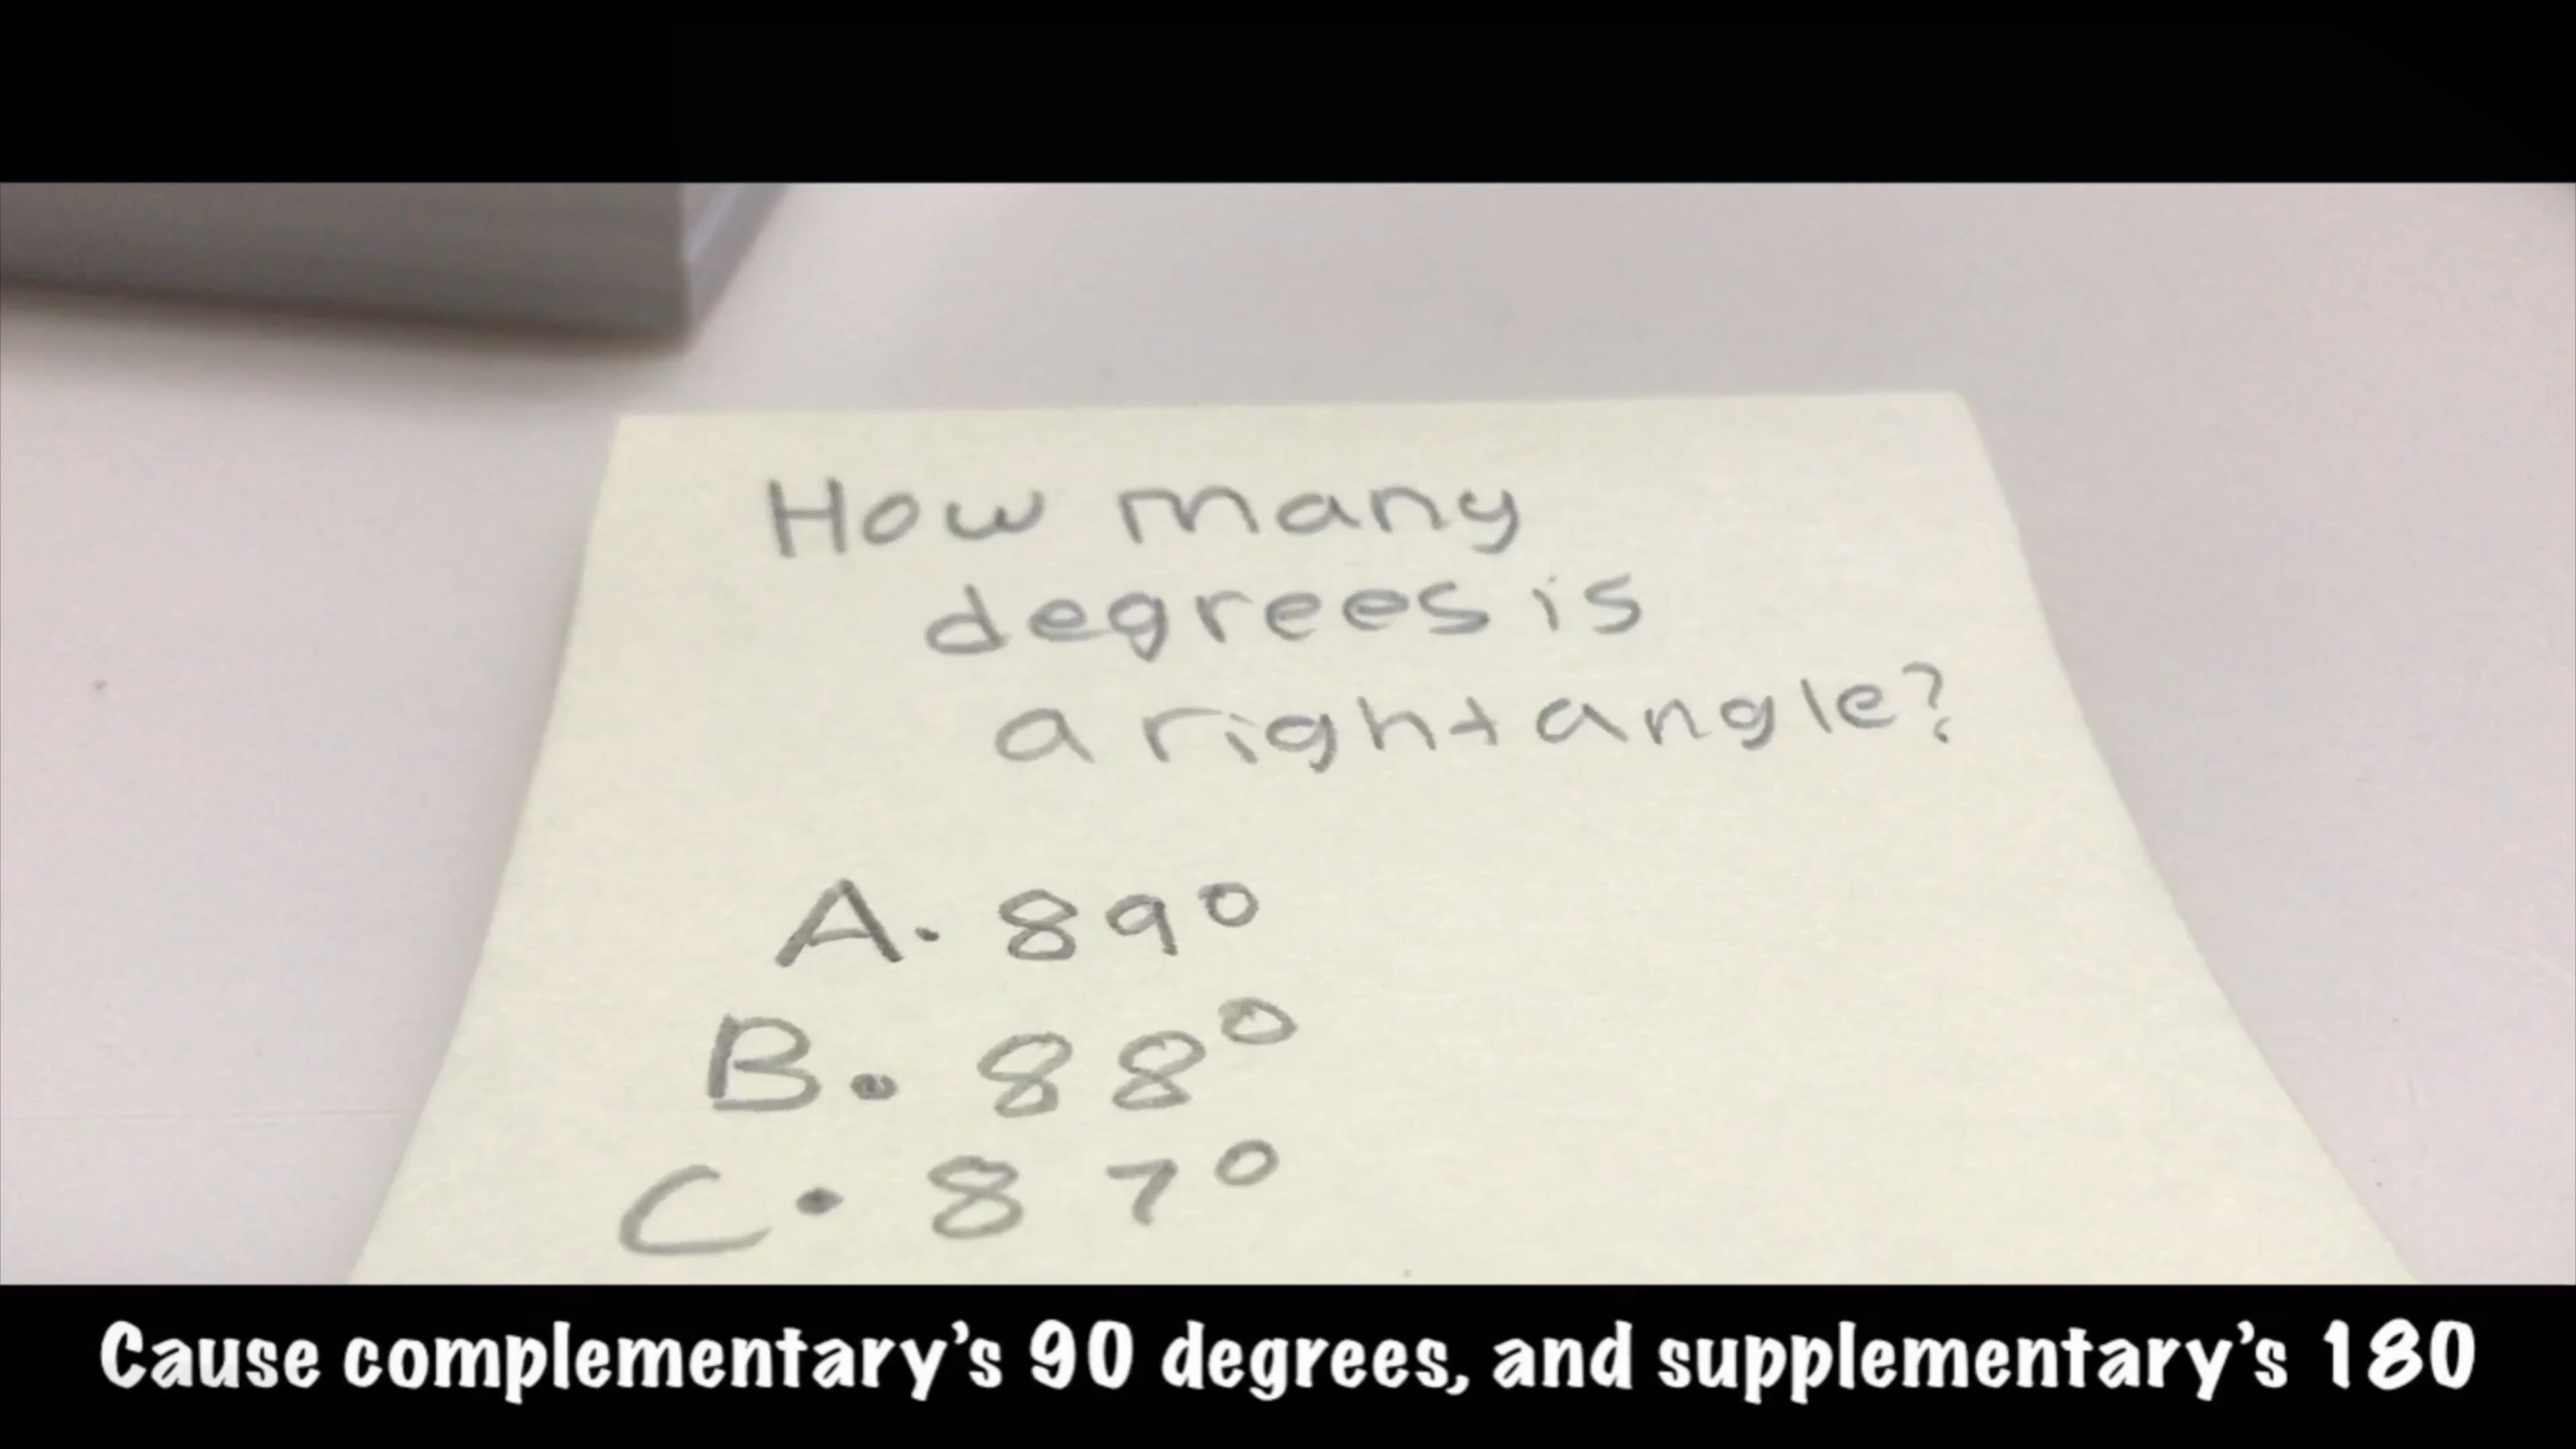 How many
degrees is
a right angle?
A. 89°
B. 88°
C. 87°
Cause complementary's 90 degrees, and supplementary's 180